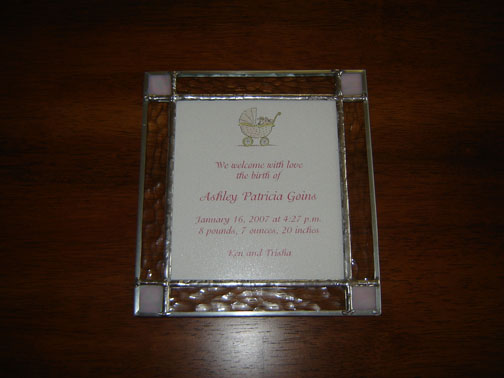 We welcome with love
the birth of
Ashley Patricia Goins
January 16, 2007 at 4:27 p.m.
8 pounds, 7 ounces, 20 inches
Ken and Trisha